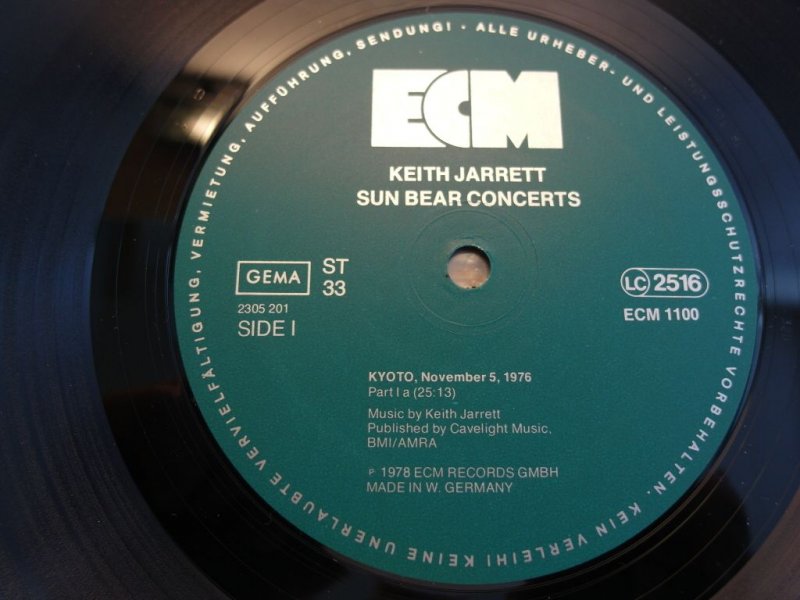 ECM
KEITH JARRETT
SUN BEAR CONCERTS
GEMA
ST
33
2305 201
SIDE I
LC 2516
ECM 1100
KYOTO, November 5, 1976
Part I a (25:13)
Music by Keith Jarrett
Published by Cavelight Music,
BMI/AMRA
℗ 1978 ECM RECORDS GMBH
MADE IN W. GERMANY
ALLE URHEBER- UND LEISTUNGSSCHUTZRECHTE VORBEHALTEN. KEIN VERLEIH! KEINE UNERLAUBTE VERVIELFÄLTIGUNG, VERMIETUNG, AUFFÜHRUNG, SENDUNG! -